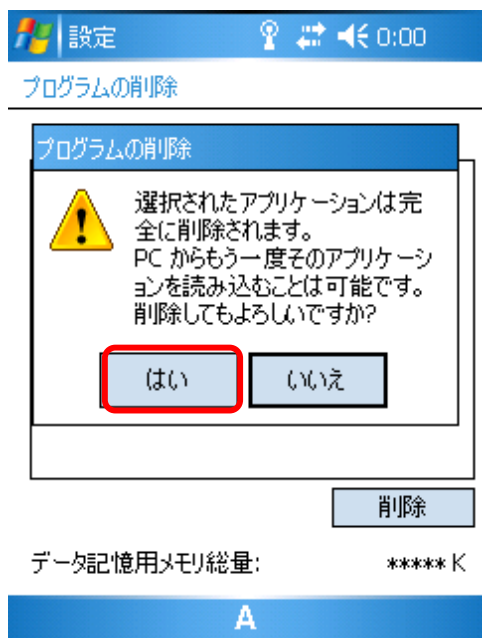 設定 0:00
プログラムの削除
プログラムの削除
選択されたアプリケーションは完
全に削除されます。
PC からもう一度そのアプリケーシ
ョンを読み込むことは可能です。
削除してもよろしいですか?
はい いいえ
削除
データ記憶用メモリ総量: ***** K
A